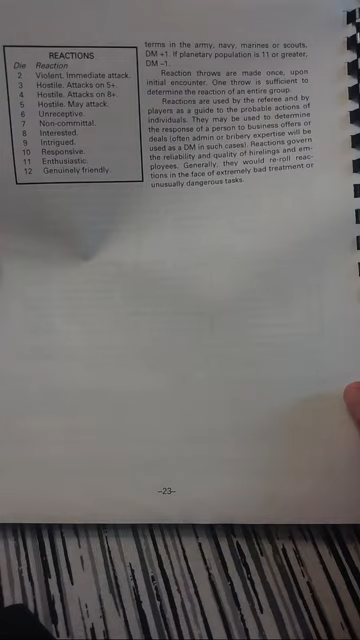 REACTIONS
Die Reaction
2 Violent. Immediate attack.
3 Hostile. Attacks on 5+.
4 Hostile. Attacks on 8+.
5 Hostile. May attack.
6 Unreceptive.
7 Non-committal.
8 Interested.
9 Intrigued.
10 Responsive.
11 Enthusiastic.
12 Genuinely friendly.
terms in the army, navy, marines or scouts,
DM +1. If planetary population is 11 or greater,
DM –1.
Reaction throws are made once, upon
initial encounter. One throw is sufficient to
determine the reaction of an entire group.
Reactions are used by the referee and by
players as a guide to the probable actions of
individuals. They may be used to determine
the response of a person to business offers or
deals (often admin or bribery expertise will be
used as a DM in such cases). Reactions govern
the reliability and quality of hirelings and em-
ployees. Generally, they would re-roll reac-
tions in the face of extremely bad treatment or
unusually dangerous tasks.
–23–